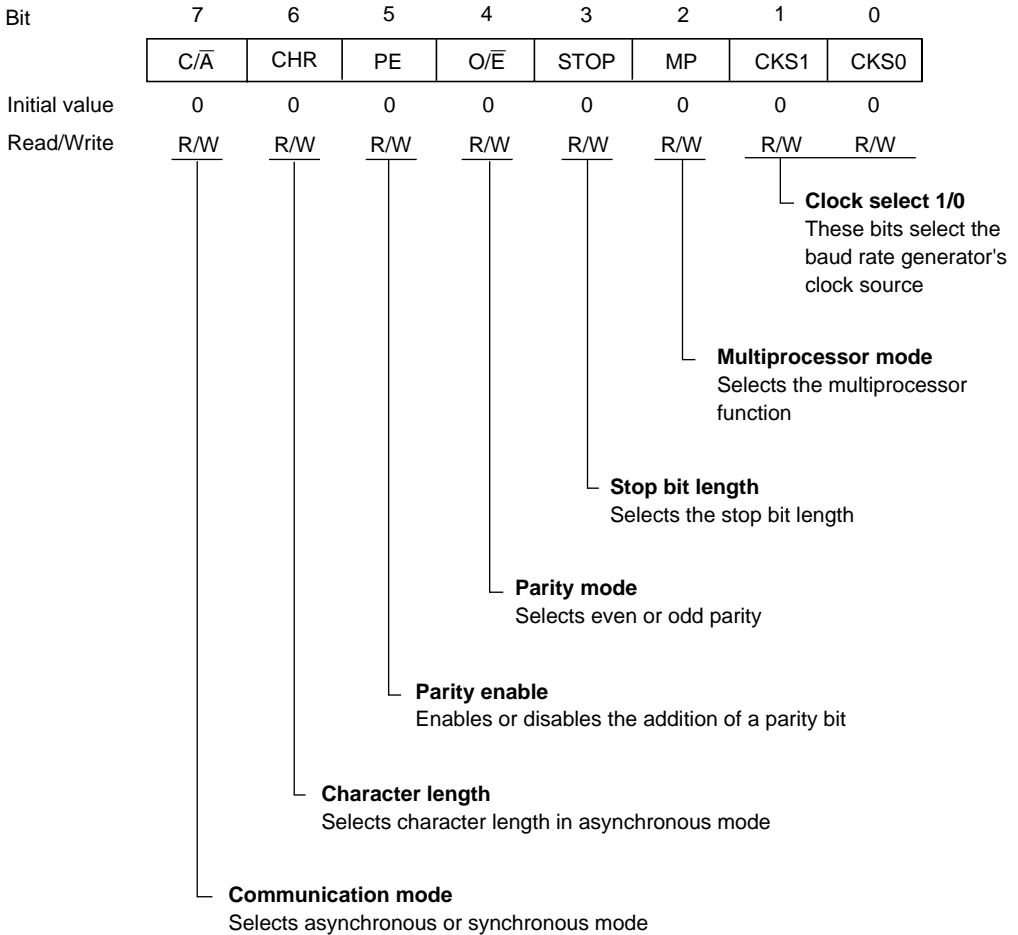 Bit 7 6 5 4 3 2 1 0
C/A̅ CHR PE O/E̅ STOP MP CKS1 CKS0
Initial value 0 0 0 0 0 0 0 0
Read/Write R/W R/W R/W R/W R/W R/W R/W R/W
Clock select 1/0
These bits select the
baud rate generator's
clock source
Multiprocessor mode
Selects the multiprocessor
function
Stop bit length
Selects the stop bit length
Parity mode
Selects even or odd parity
Parity enable
Enables or disables the addition of a parity bit
Character length
Selects character length in asynchronous mode
Communication mode
Selects asynchronous or synchronous mode